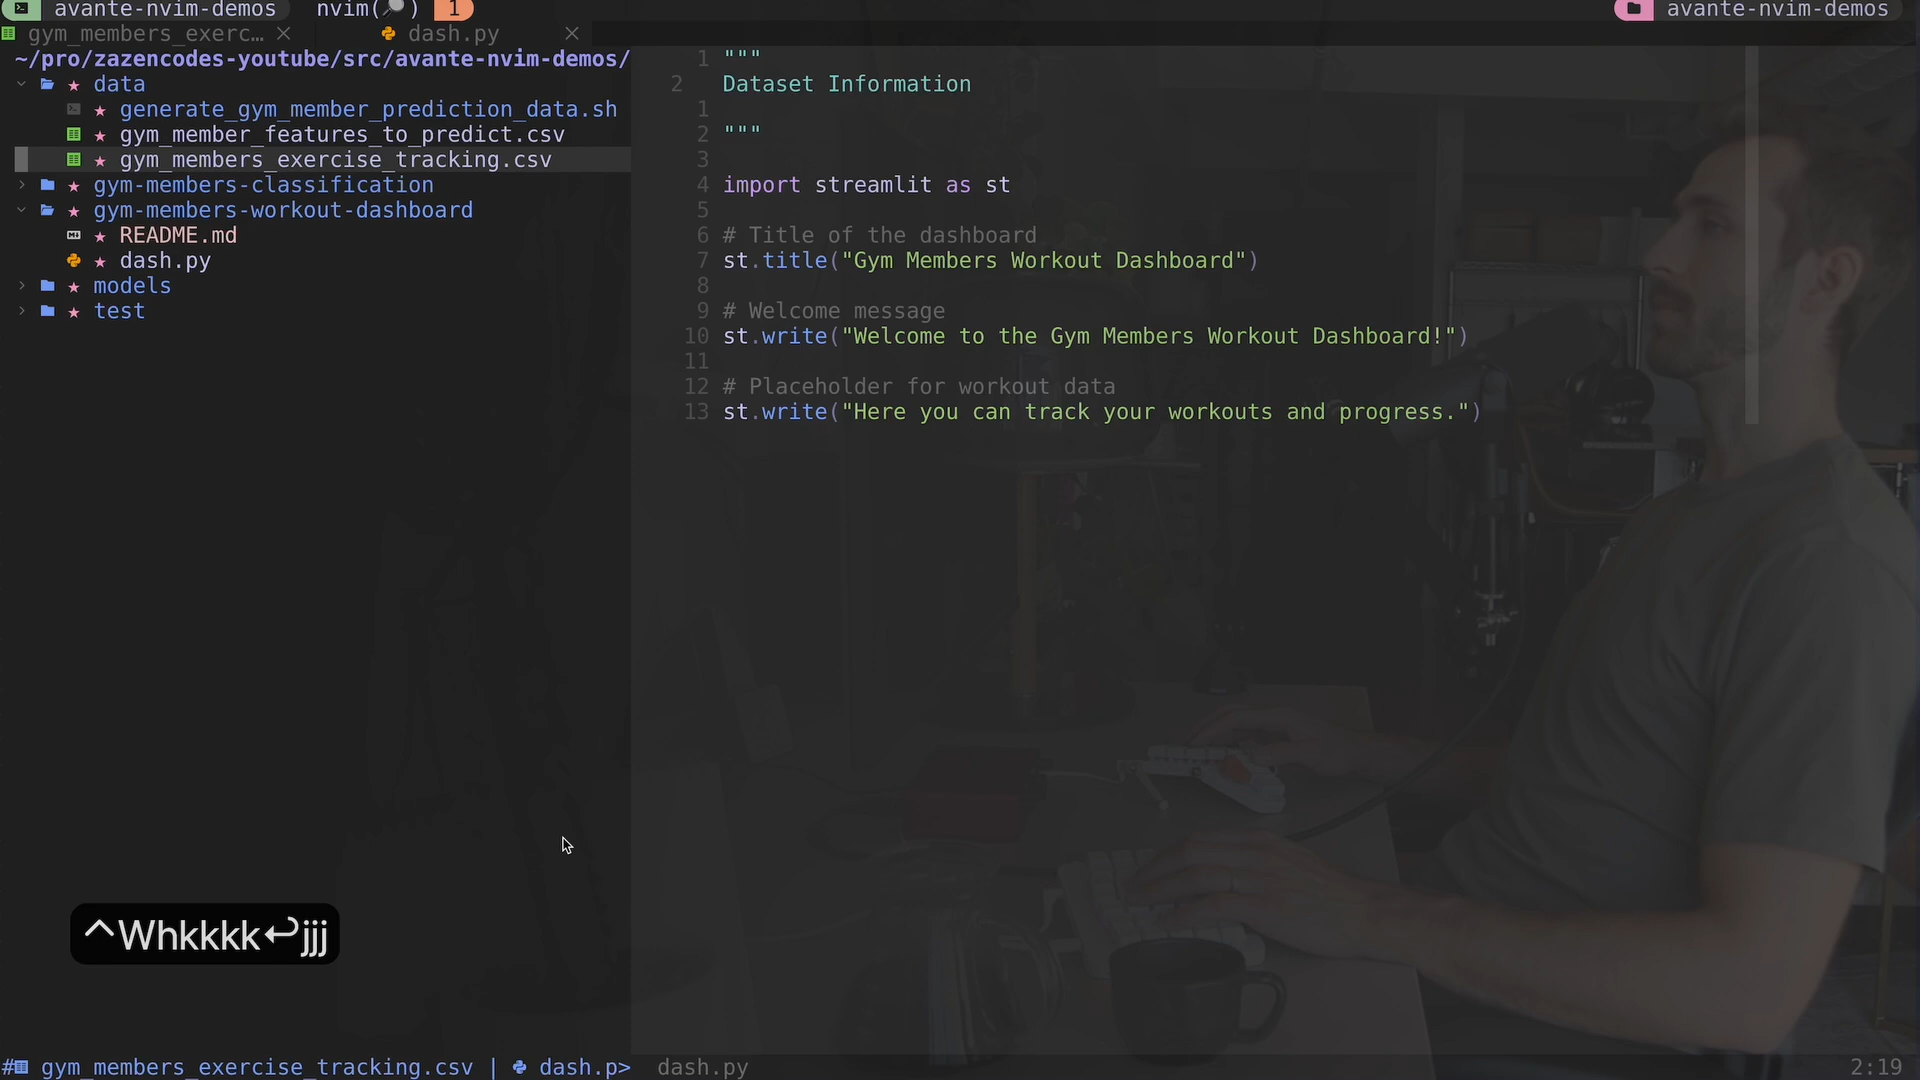 avante-nvim-demos nvim( ) 1 avante-nvim-demos
gym_members_exerc… × dash.py ×
~/pro/zazencodes-youtube/src/avante-nvim-demos/
data
generate_gym_member_prediction_data.sh
gym_member_features_to_predict.csv
gym_members_exercise_tracking.csv
gym-members-classification
gym-members-workout-dashboard
README.md
dash.py
models
test
1 """
2 Dataset Information
1
2 """
3
4 import streamlit as st
5
6 # Title of the dashboard
7 st.title("Gym Members Workout Dashboard")
8
9 # Welcome message
10 st.write("Welcome to the Gym Members Workout Dashboard!")
11
12 # Placeholder for workout data
13 st.write("Here you can track your workouts and progress.")
^Whkkkk↩jjj
# gym_members_exercise_tracking.csv | dash.p> dash.py 2:19